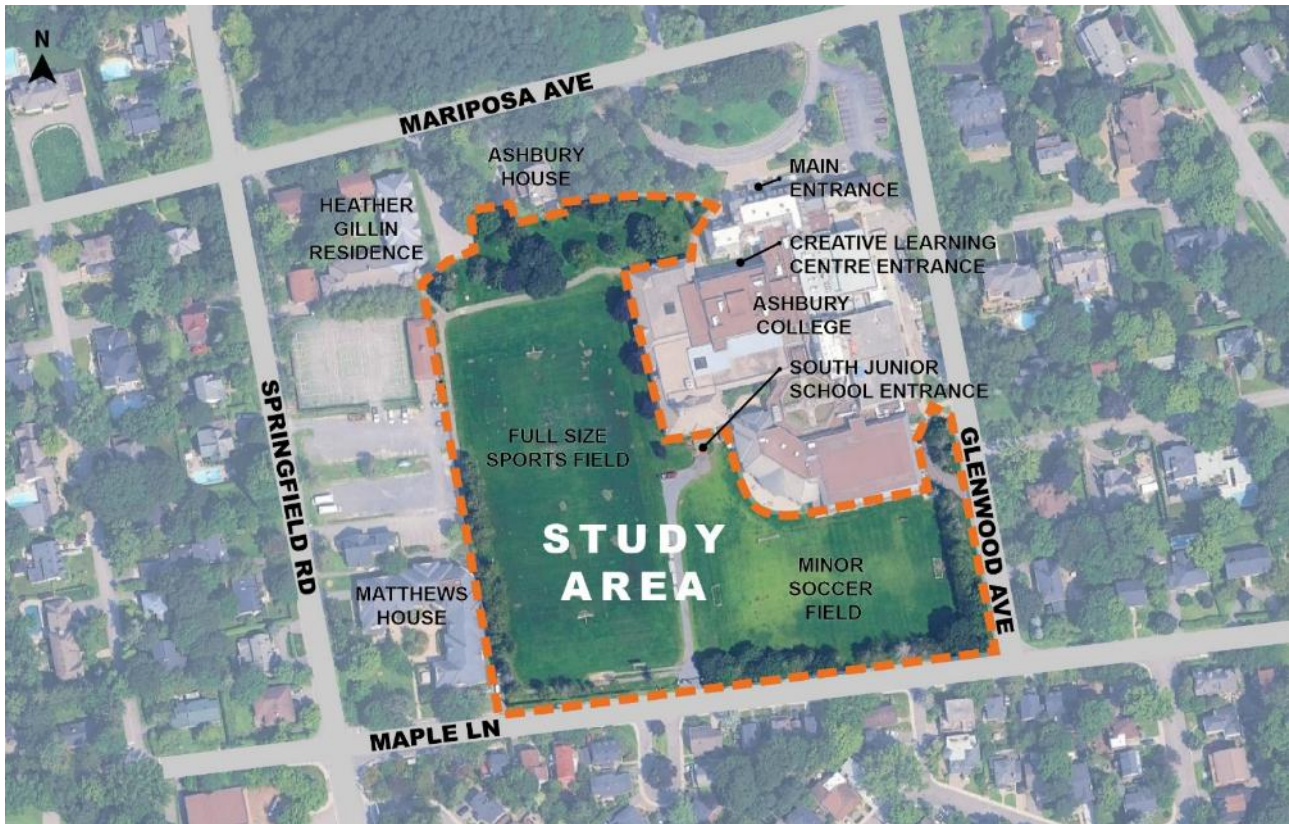 N
MARIPOSA AVE
ASHBURY
HOUSE
MAIN
ENTRANCE
HEATHER
GILLIN
RESIDENCE
CREATIVE LEARNING
CENTRE ENTRANCE
ASHBURY
COLLEGE
SOUTH JUNIOR
SCHOOL ENTRANCE
SPRINGFIELD RD
FULL SIZE
SPORTS FIELD
GLENWOOD AVE
STUDY
AREA
MINOR
SOCCER
FIELD
MATTHEWS
HOUSE
MAPLE LN